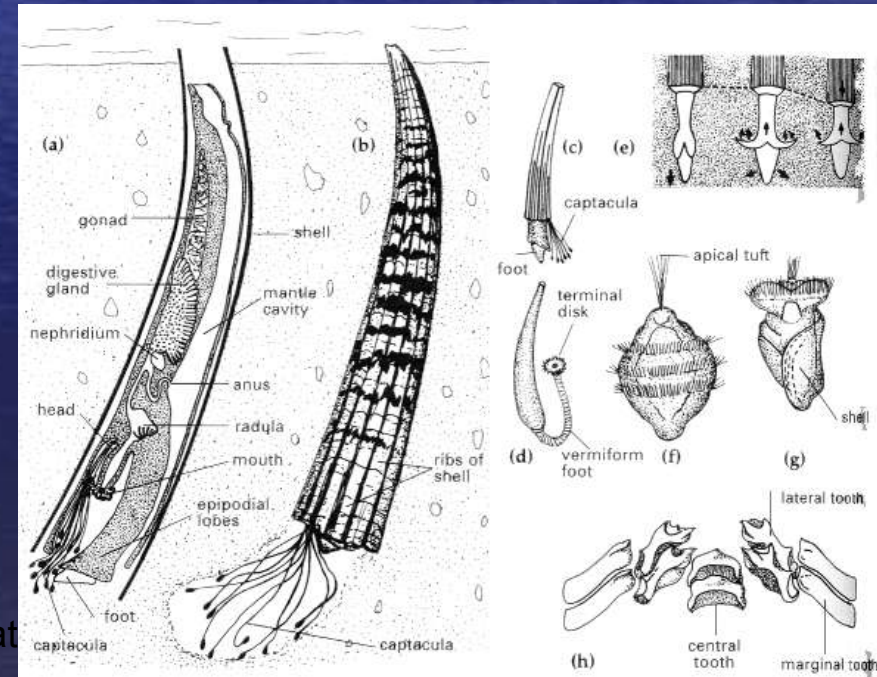 (a)
(b)
gonad
shell
digestive
gland
mantle
cavity
nephridium
anus
head
radula
mouth
ribs of
shell
epipodial
lobes
foot
captacula
captacula
(c)
(e)
captacula
foot
apical tuft
terminal
disk
shell
(d)
vermiform
foot
(f)
(g)
lateral tooth
central
tooth
marginal tooth
(h)
at